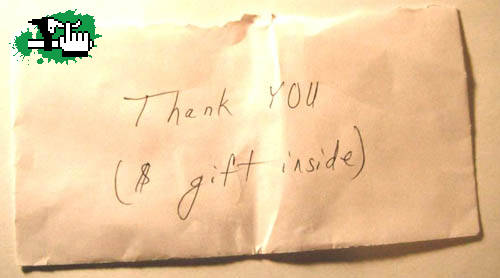 Thank YOU
($ gift inside)